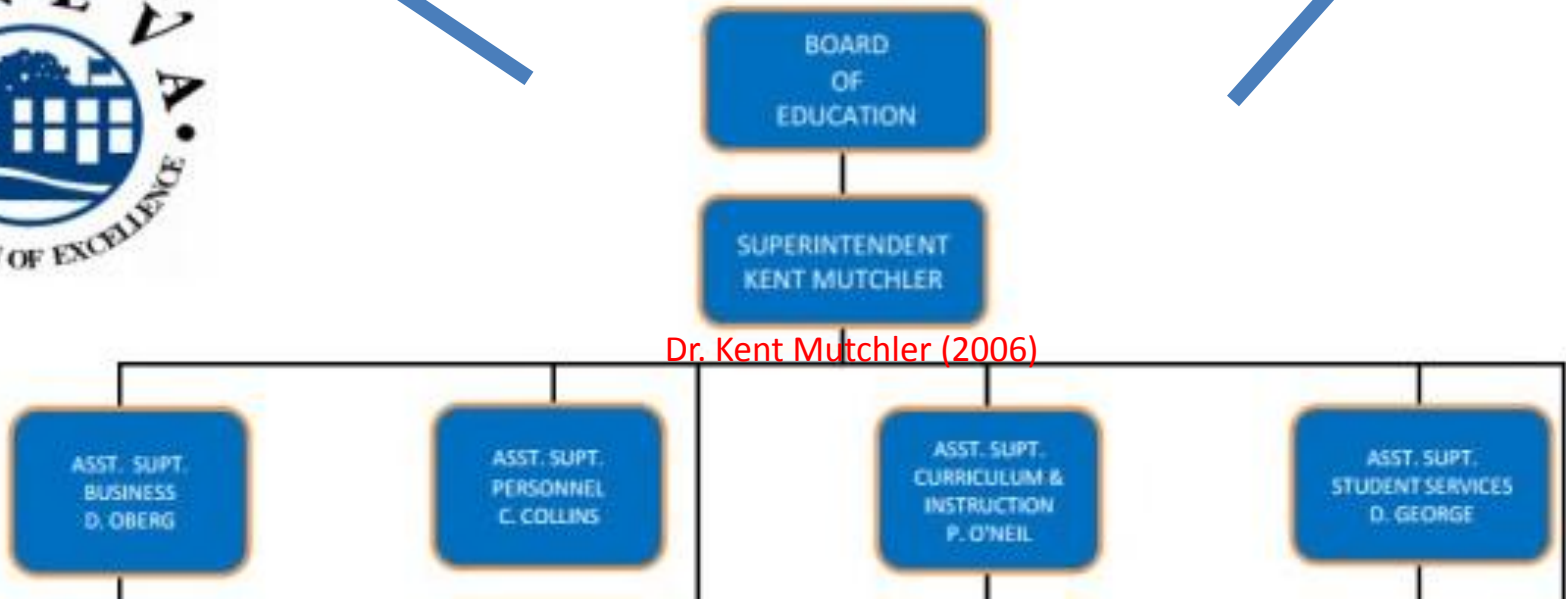 E V A •
OF EXCELLENCE
BOARD
OF
EDUCATION
SUPERINTENDENT
KENT MUTCHLER
Dr. Kent Mutchler (2006)
ASST. SUPT.
BUSINESS
D. OBERG
ASST. SUPT.
PERSONNEL
C. COLLINS
ASST. SUPT.
CURRICULUM &
INSTRUCTION
P. O'NEIL
ASST. SUPT.
STUDENT SERVICES
D. GEORGE